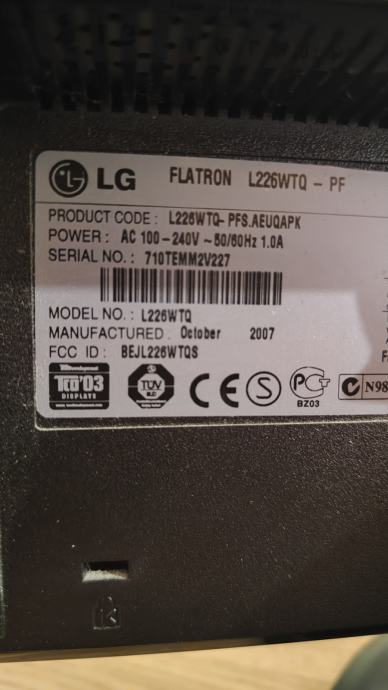 LG FLATRON L226WTQ - PF
PRODUCT CODE : L226WTQ-PFS.AEUQAPK
POWER : AC 100-240V ~50/60Hz 1.0A
SERIAL NO. : 710TEMM2V227
MODEL NO. : L226WTQ
MANUFACTURED : October 2007
FCC ID : BEJL226WTQS
TCO'03
DISPLAYS
TÜV
CE S PCT
BZ03
N98